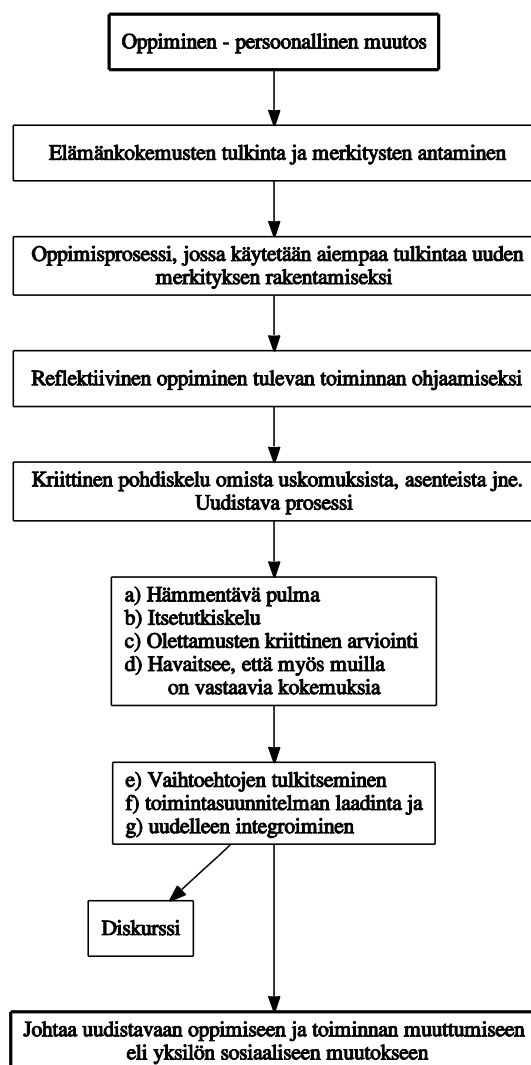 Oppiminen - persoonallinen muutos
Elämänkokemusten tulkinta ja merkitysten antaminen
Oppimisprosessi, jossa käytetään aiempaa tulkintaa uuden
merkityksen rakentamiseksi
Reflektiivinen oppiminen tulevan toiminnan ohjaamiseksi
Kriittinen pohdiskelu omista uskomuksista, asenteista jne.
Uudistava prosessi
a) Hämmentävä pulma
b) Itsetutkiskelu
c) Olettamusten kriittinen arviointi
d) Havaitsee, että myös muilla
on vastaavia kokemuksia
e) Vaihtoehtojen tulkitseminen
f) toimintasuunnitelman laadinta ja
g) uudelleen integroiminen
Diskurssi
Johtaa uudistavaan oppimiseen ja toiminnan muuttumiseen
eli yksilön sosiaaliseen muutokseen